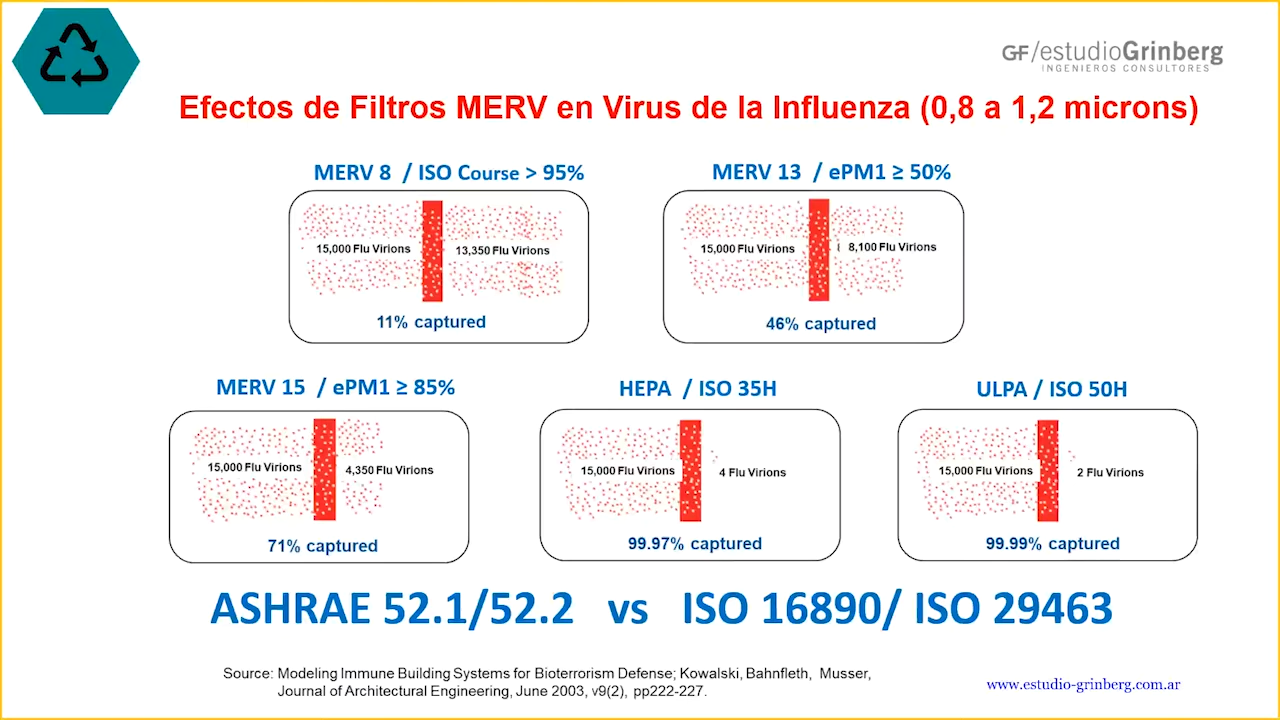 GF/estudioGrinberg
INGENIEROS CONSULTORES
Efectos de Filtros MERV en Virus de la Influenza (0,8 a 1,2 microns)
MERV 8 / ISO Course > 95%
15,000 Flu Virions
13,350 Flu Virions
11% captured
MERV 13 / ePM1 ≥ 50%
15,000 Flu Virions
8,100 Flu Virions
46% captured
MERV 15 / ePM1 ≥ 85%
15,000 Flu Virions
4,350 Flu Virions
71% captured
HEPA / ISO 35H
15,000 Flu Virions
4 Flu Virions
99.97% captured
ULPA / ISO 50H
15,000 Flu Virions
2 Flu Virions
99.99% captured
ASHRAE 52.1/52.2 vs ISO 16890/ ISO 29463
Source: Modeling Immune Building Systems for Bioterrorism Defense; Kowalski, Bahnfleth, Musser,
Journal of Architectural Engineering, June 2003, v9(2), pp222-227.
www.estudio-grinberg.com.ar